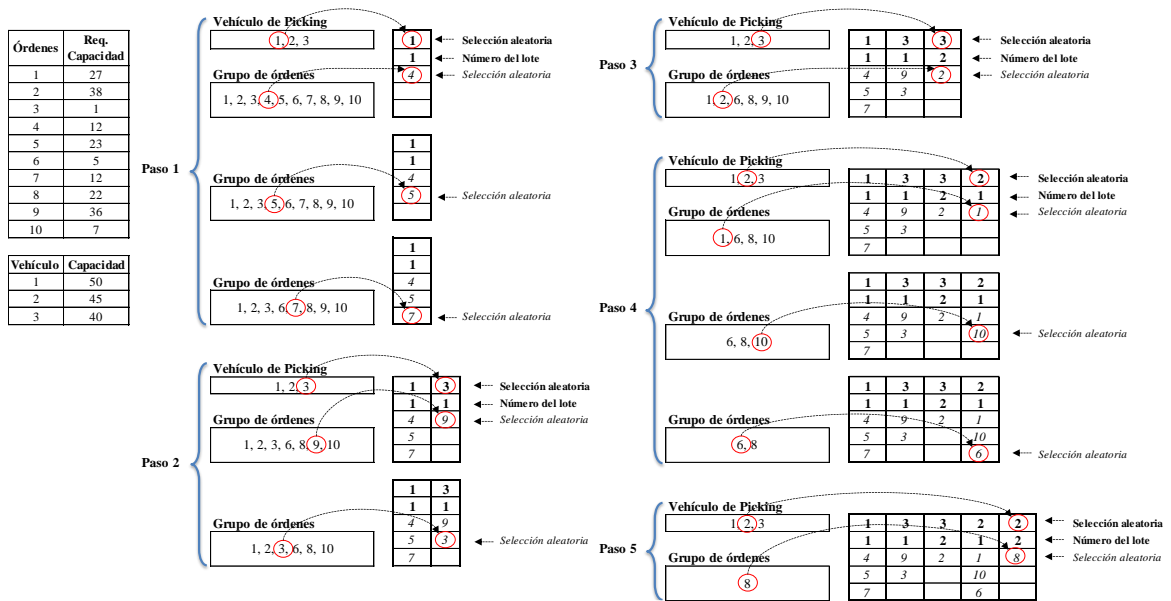 Órdenes Req. Capacidad
1 27
2 38
3 1
4 12
5 23
6 5
7 12
8 22
9 36
10 7
Vehículo Capacidad
1 50
2 45
3 40
Paso 1
Vehículo de Picking
1, 2, 3
Grupo de órdenes
1, 2, 3, 4, 5, 6, 7, 8, 9, 10
1
1
4
Selección aleatoria
Número del lote
Selección aleatoria
Grupo de órdenes
1, 2, 3, 5, 6, 7, 8, 9, 10
1
1
4
5
Selección aleatoria
Grupo de órdenes
1, 2, 3, 6, 7, 8, 9, 10
1
1
4
5
7
Selección aleatoria
Paso 2
Vehículo de Picking
1, 2, 3
Grupo de órdenes
1, 2, 3, 6, 8, 9, 10
1 3
1 1
4 9
5
7
Selección aleatoria
Número del lote
Selección aleatoria
Grupo de órdenes
1, 2, 3, 6, 8, 10
1 3
1 1
4 9
5 3
7
Selección aleatoria
Paso 3
Vehículo de Picking
1, 2, 3
Grupo de órdenes
1, 2, 6, 8, 9, 10
1 3 3
1 1 2
4 9 2
5 3
7
Selección aleatoria
Número del lote
Selección aleatoria
Paso 4
Vehículo de Picking
1, 2, 3
Grupo de órdenes
1, 6, 8, 10
1 3 3 2
1 1 2 1
4 9 2 1
5 3
7
Selección aleatoria
Número del lote
Selección aleatoria
Grupo de órdenes
6, 8, 10
1 3 3 2
1 1 2 1
4 9 2 1
5 3 10
7
Selección aleatoria
Grupo de órdenes
6, 8
1 3 3 2
1 1 2 1
4 9 2 1
5 3 10
7 6
Selección aleatoria
Paso 5
Vehículo de Picking
1, 2, 3
Grupo de órdenes
8
1 3 3 2 2
1 1 2 1 2
4 9 2 1 8
5 3 10
7 6
Selección aleatoria
Número del lote
Selección aleatoria